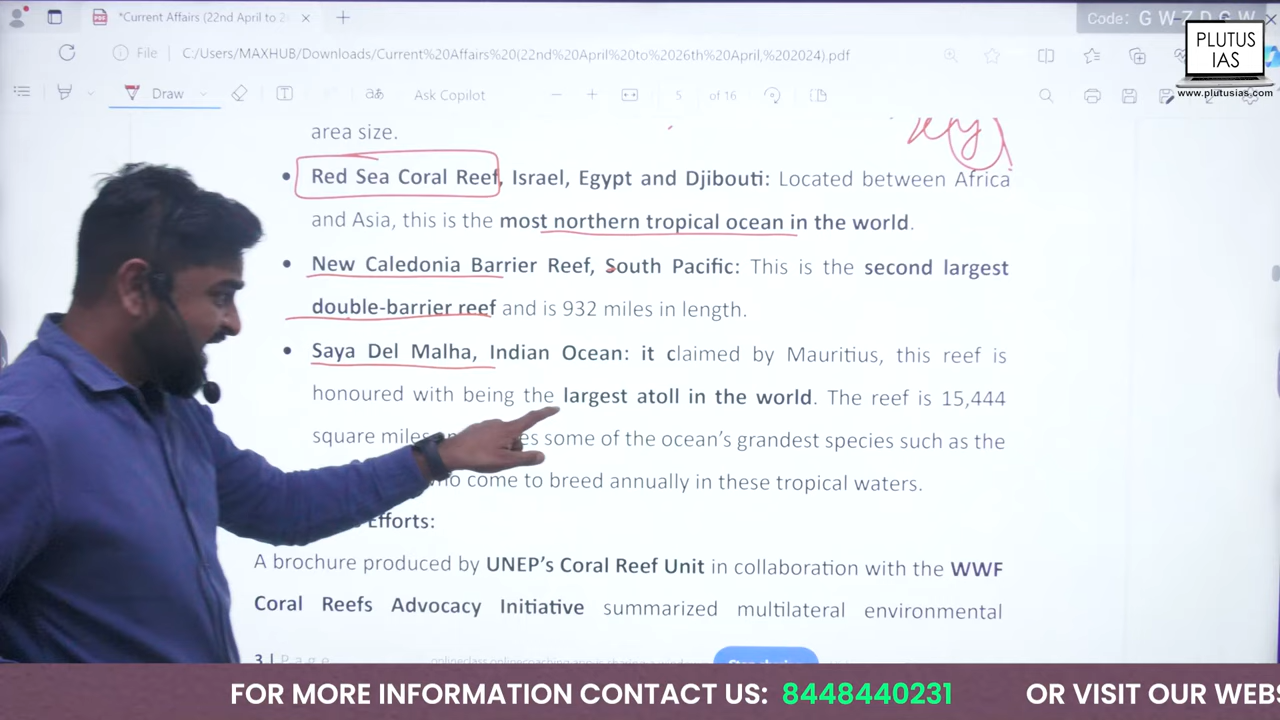 *Current Affairs (22nd April to 2
Code: G W Z D G W
PLUTUS
IAS
www.plutusias.com
File
C:/Users/MAXHUB/Downloads/Current%20Affairs%20(22nd%20April%20to%2026th%20April,%202024).pdf
Draw
Ask Copilot
5 of 16
area size.
• Red Sea Coral Reef, Israel, Egypt and Djibouti: Located between Africa
and Asia, this is the most northern tropical ocean in the world.
• New Caledonia Barrier Reef, South Pacific: This is the second largest
double-barrier reef and is 932 miles in length.
• Saya Del Malha, Indian Ocean: it claimed by Mauritius, this reef is
honoured with being the largest atoll in the world. The reef is 15,444
square miles some of the ocean's grandest species such as the
come to breed annually in these tropical waters.
Efforts:
A brochure produced by UNEP's Coral Reef Unit in collaboration with the WWF
Coral Reefs Advocacy Initiative summarized multilateral environmental
3 | Page
FOR MORE INFORMATION CONTACT US: 8448440231 OR VISIT OUR WEBS